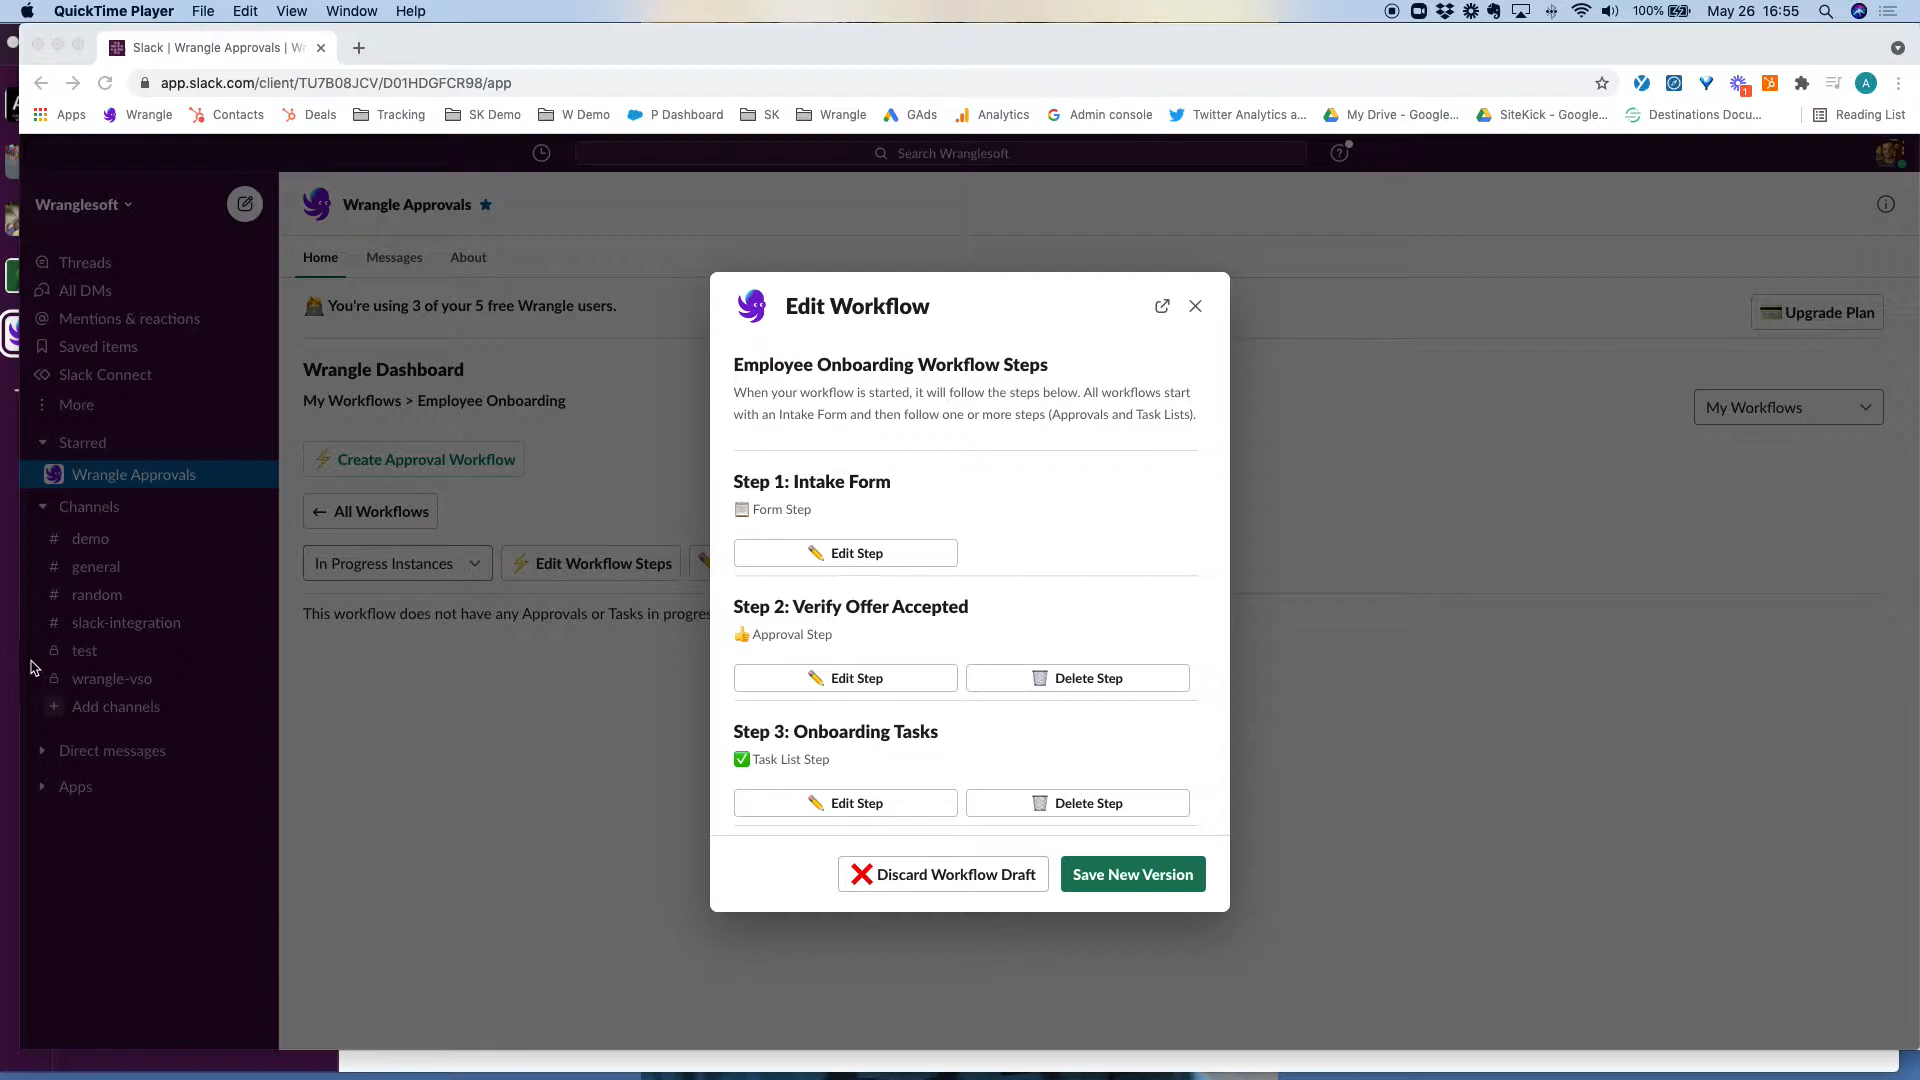 QuickTime Player File Edit View Window Help
100% May 26 16:55
Slack | Wrangle Approvals | Wr
app.slack.com/client/TU7B08JCV/D01HDGFCR98/app
1
A
Apps Wrangle Contacts Deals Tracking SK Demo W Demo P Dashboard SK Wrangle GAds Analytics Admin console Twitter Analytics a... My Drive - Google... SiteKick - Google... Destinations Docu... Reading List
Search Wranglesoft
Wranglesoft
Threads
All DMs
Mentions & reactions
Saved items
Slack Connect
More
Starred
Wrangle Approvals
Channels
# demo
# general
# random
# slack-integration
test
wrangle-vso
+ Add channels
Direct messages
Apps
Wrangle Approvals
Home Messages About
You're using 3 of your 5 free Wrangle users.
Upgrade Plan
Wrangle Dashboard
My Workflows > Employee Onboarding
My Workflows
Create Approval Workflow
← All Workflows
In Progress Instances Edit Workflow Steps
This workflow does not have any Approvals or Tasks in progres
Edit Workflow
Employee Onboarding Workflow Steps
When your workflow is started, it will follow the steps below. All workflows start
with an Intake Form and then follow one or more steps (Approvals and Task Lists).
Step 1: Intake Form
Form Step
Edit Step
Step 2: Verify Offer Accepted
Approval Step
Edit Step Delete Step
Step 3: Onboarding Tasks
Task List Step
Edit Step Delete Step
Discard Workflow Draft Save New Version